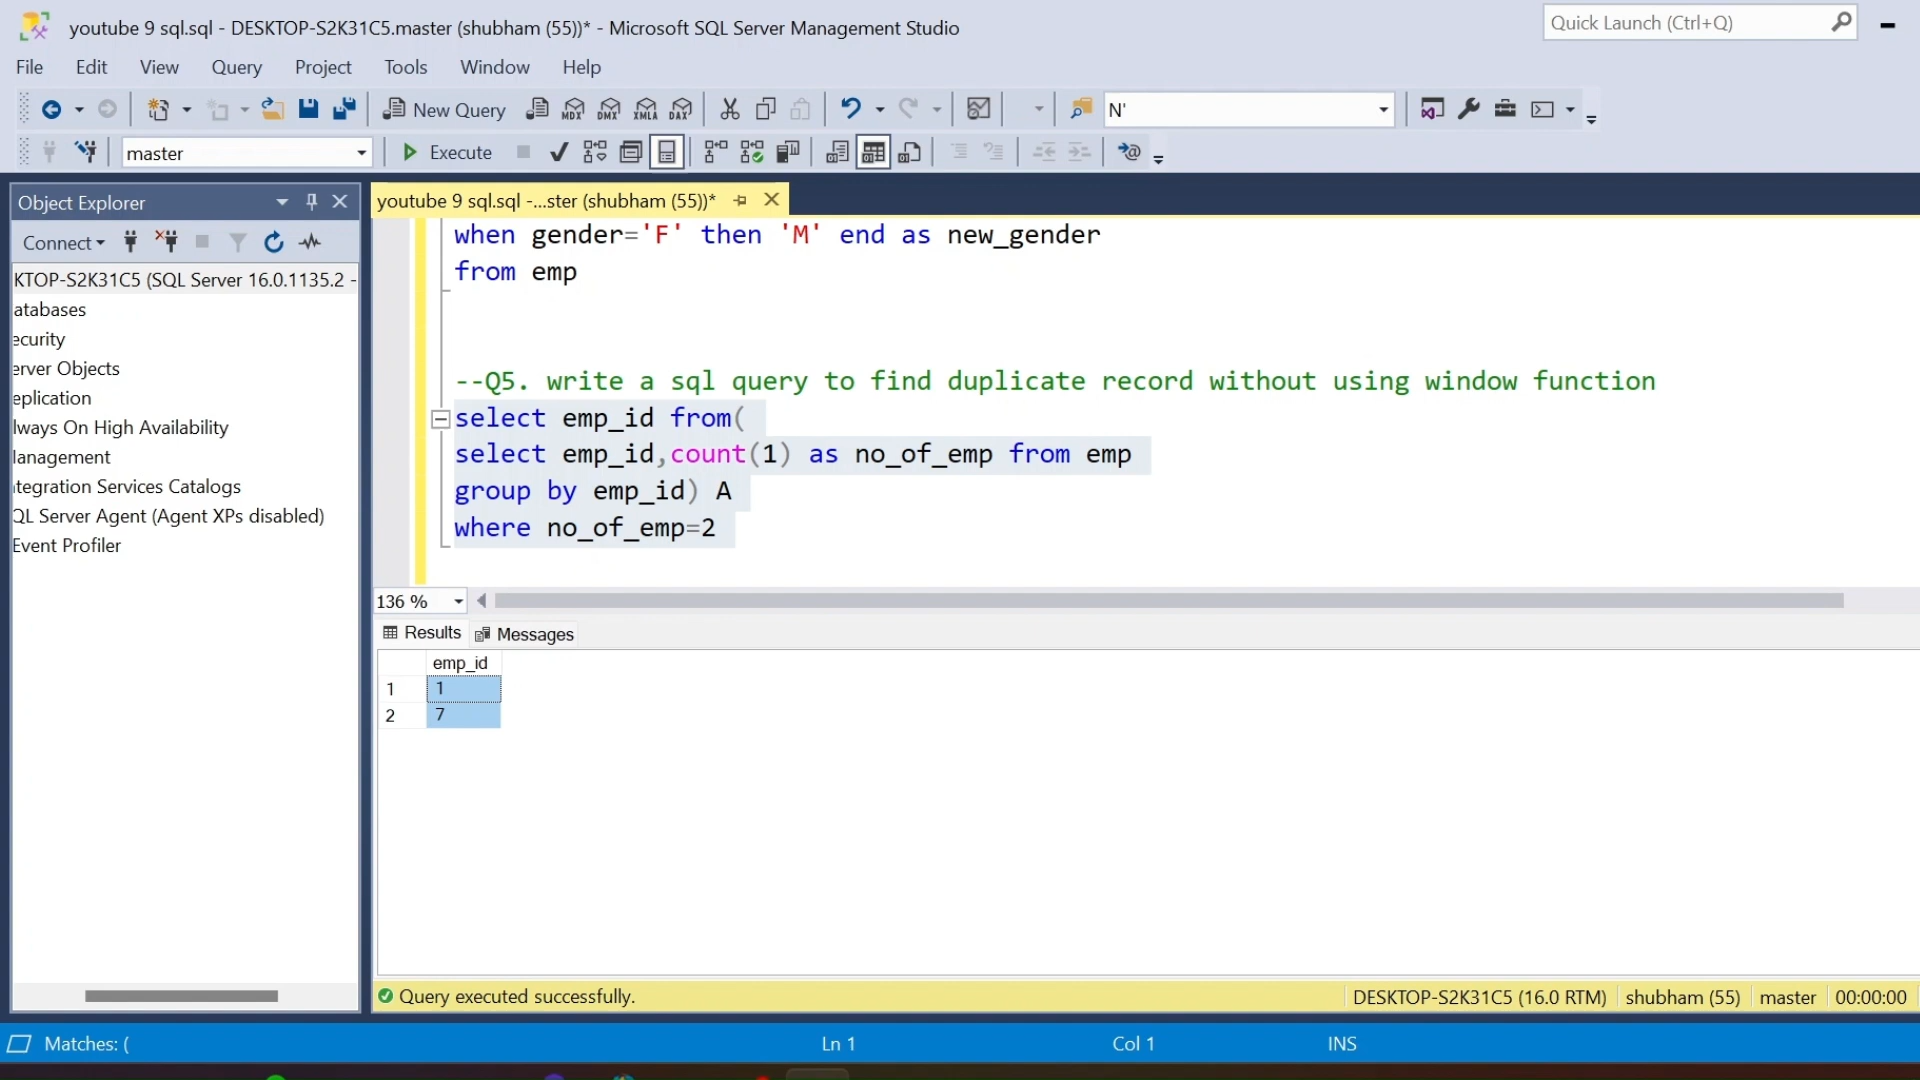 youtube 9 sql.sql - DESKTOP-S2K31C5.master (shubham (55))* - Microsoft SQL Server Management Studio
Quick Launch (Ctrl+Q)
File Edit View Query Project Tools Window Help
New Query
MDX DMX XMLA DAX
N'
master
Execute
Object Explorer
youtube 9 sql.sql -...ster (shubham (55))*
Connect
KTOP-S2K31C5 (SQL Server 16.0.1135.2 -
atabases
ecurity
erver Objects
eplication
lways On High Availability
lanagement
ntegration Services Catalogs
QL Server Agent (Agent XPs disabled)
Event Profiler
when gender='F' then 'M' end as new_gender
from emp
--Q5. write a sql query to find duplicate record without using window function
select emp_id from(
select emp_id,count(1) as no_of_emp from emp
group by emp_id) A
where no_of_emp=2
136 %
Results Messages
emp_id
1 1
2 7
Query executed successfully.
DESKTOP-S2K31C5 (16.0 RTM) shubham (55) master 00:00:00
Matches: (
Ln 1 Col 1 INS